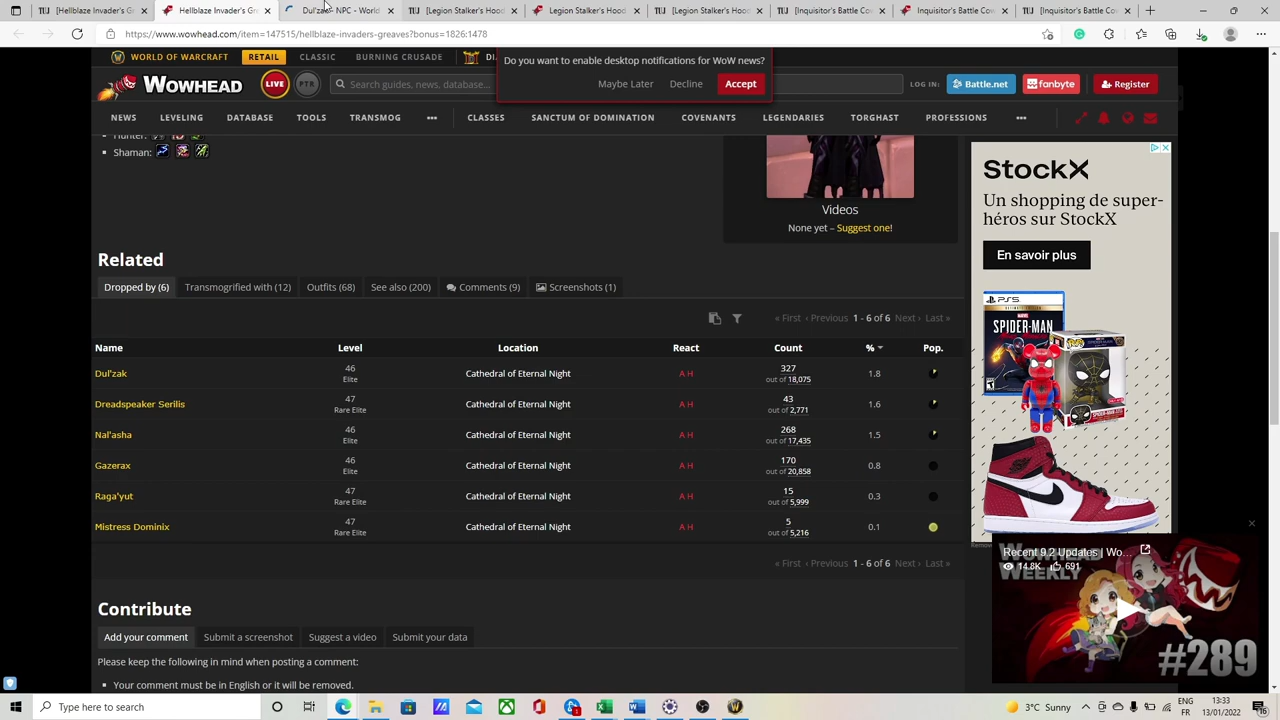 [Hellblaze Invader's Gre
Hellblaze Invader's Gre
Dul'zak - NPC - World
[Legion Stalker's Hood
[Legion Stalker's Hood
[Legion Stalker's Hood
[Inquisitor's Battle Co
[Inquisitor's Battle Co
[Inquisitor's Battle Co
https://www.wowhead.com/item=147515/hellblaze-invaders-greaves?bonus=1826:1478
WORLD OF WARCRAFT RETAIL CLASSIC BURNING CRUSADE
Do you want to enable desktop notifications for WoW news?
Maybe Later Decline Accept
WOWHEAD LIVE PTR Search guides, news, database... LOG IN: Battle.net fanbyte Register
NEWS LEVELING DATABASE TOOLS TRANSMOG ••• CLASSES SANCTUM OF DOMINATION COVENANTS LEGENDARIES TORGHAST PROFESSIONS •••
Hunter:
Shaman:
Videos
None yet – Suggest one!
Related
Dropped by (6) Transmogrified with (12) Outfits (68) See also (200) Comments (9) Screenshots (1)
« First ‹ Previous 1 - 6 of 6 Next › Last »
Name Level Location React Count % Pop.
Dul'zak 46 Elite Cathedral of Eternal Night A H 327 out of 18,075 1.8
Dreadspeaker Serilis 47 Rare Elite Cathedral of Eternal Night A H 43 out of 2,771 1.6
Nal'asha 46 Elite Cathedral of Eternal Night A H 268 out of 17,435 1.5
Gazerax 46 Elite Cathedral of Eternal Night A H 170 out of 20,858 0.8
Raga'yut 47 Rare Elite Cathedral of Eternal Night A H 15 out of 5,999 0.3
Mistress Dominix 47 Rare Elite Cathedral of Eternal Night A H 5 out of 5,216 0.1
« First ‹ Previous 1 - 6 of 6 Next › Last »
Contribute
Add your comment Submit a screenshot Suggest a video Submit your data
Please keep the following in mind when posting a comment:
Your comment must be in English or it will be removed.
StockX
Un shopping de super-
héros sur StockX
En savoir plus
PS5
SPIDER-MAN
Recent 9.2 Updates | Wo...
14.8K 691
WOWHEAD
WEEKLY
#289
Type here to search
3°C Sunny
ENG
FR
13:33
13/01/2022
16